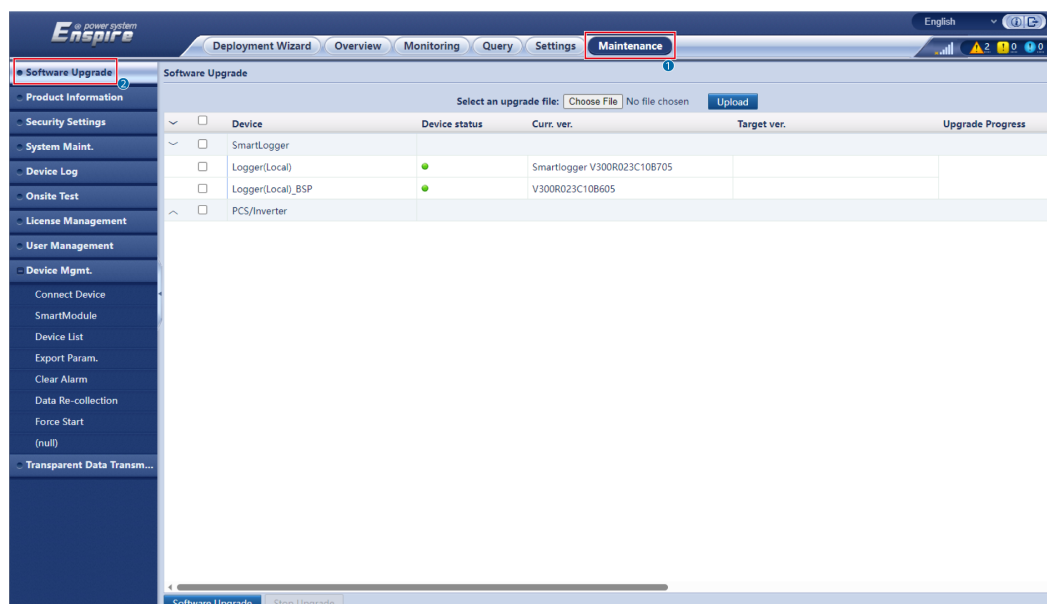 e power system
Enspire
English
Deployment Wizard Overview Monitoring Query Settings Maintenance
2 0 0
1
Software Upgrade
2
Product Information
Security Settings
System Maint.
Device Log
Onsite Test
License Management
User Management
Device Mgmt.
Connect Device
SmartModule
Device List
Export Param.
Clear Alarm
Data Re-collection
Force Start
(null)
Transparent Data Transm...
Software Upgrade
Select an upgrade file: Choose File No file chosen Upload
Device Device status Curr. ver. Target ver. Upgrade Progress
SmartLogger
Logger(Local) Smartlogger V300R023C10B705
Logger(Local)_BSP V300R023C10B605
PCS/Inverter
Software Upgrade Stop Upgrade